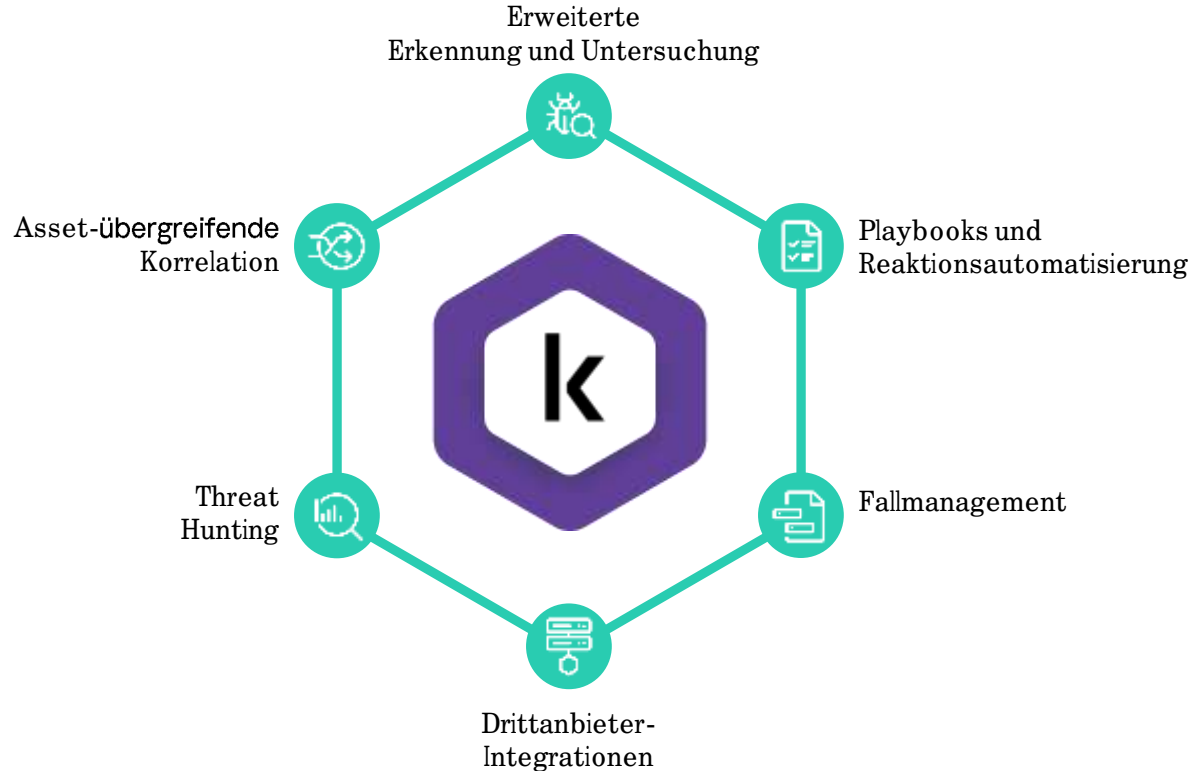 Erweiterte
Erkennung und Untersuchung
Asset-übergreifende
Korrelation
Playbooks und
Reaktionsautomatisierung
k
Threat
Hunting
Fallmanagement
Drittanbieter-
Integrationen